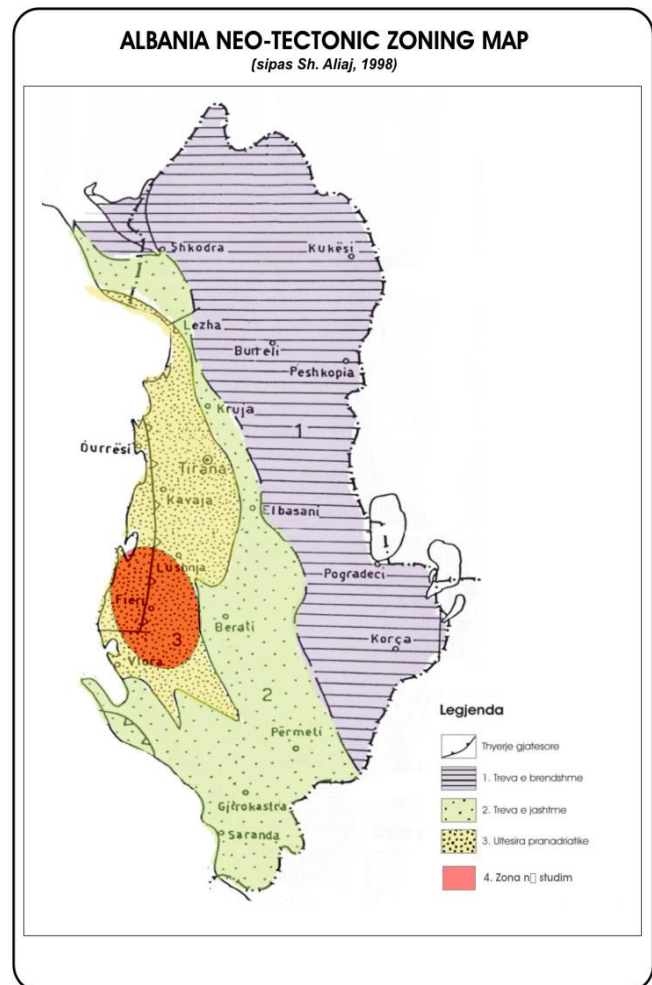 ALBANIA NEO-TECTONIC ZONING MAP
(sipas Sh. Aliaj, 1998)
Shkodra
Kukësi
1
Lezha
Burreli
Peshkopia
Kruja
1
Durrësi
Tirana
Kavaja
Elbasani
Lushnja
Pogradeci
Fieri
Berati
3
Korça
Vlora
2
Përmeti
Gjirokastra
Saranda
Legjenda
Thyerje gjatesore
1. Treva e brendshme
2. Treva e jashtme
3. Ultesira pranadriatike
4. Zona n□ studim